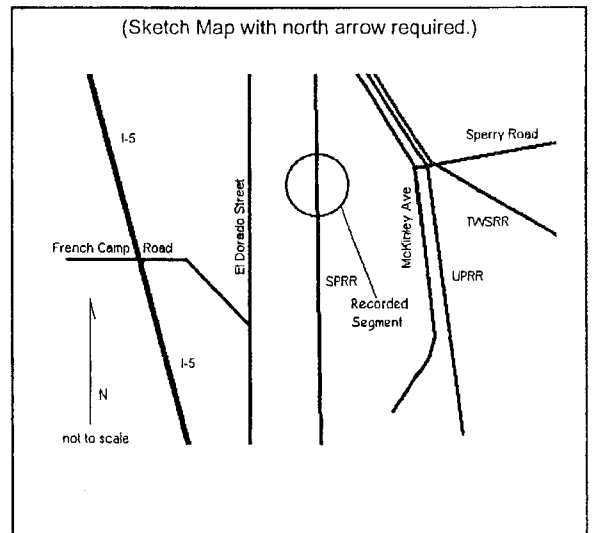 (Sketch Map with north arrow required.)
I-5
Sperry Road
El Dorado Street
McKinley Ave
TWSRR
French Camp Road
SPRR
UPRR
Recorded
Segment
I-5
N
not to scale